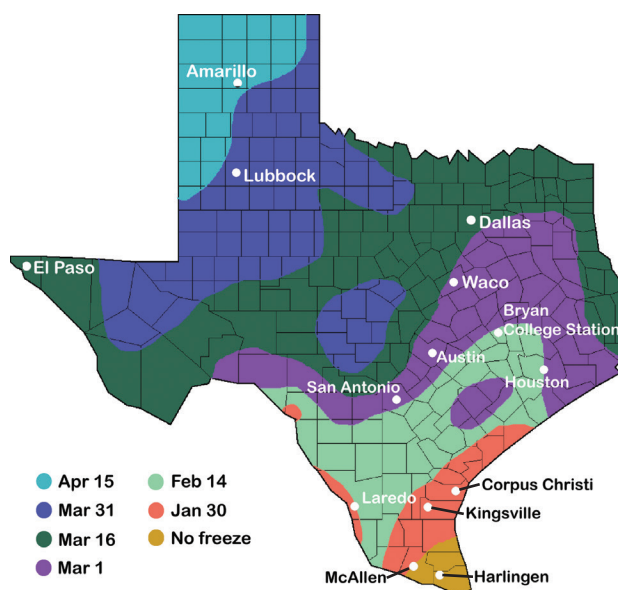 Amarillo
Lubbock
Dallas
El Paso
Waco
Bryan
College Station
Austin
Houston
San Antonio
Apr 15
Feb 14
Mar 31
Jan 30
Mar 16
No freeze
Mar 1
Laredo
Corpus Christi
Kingsville
McAllen
Harlingen